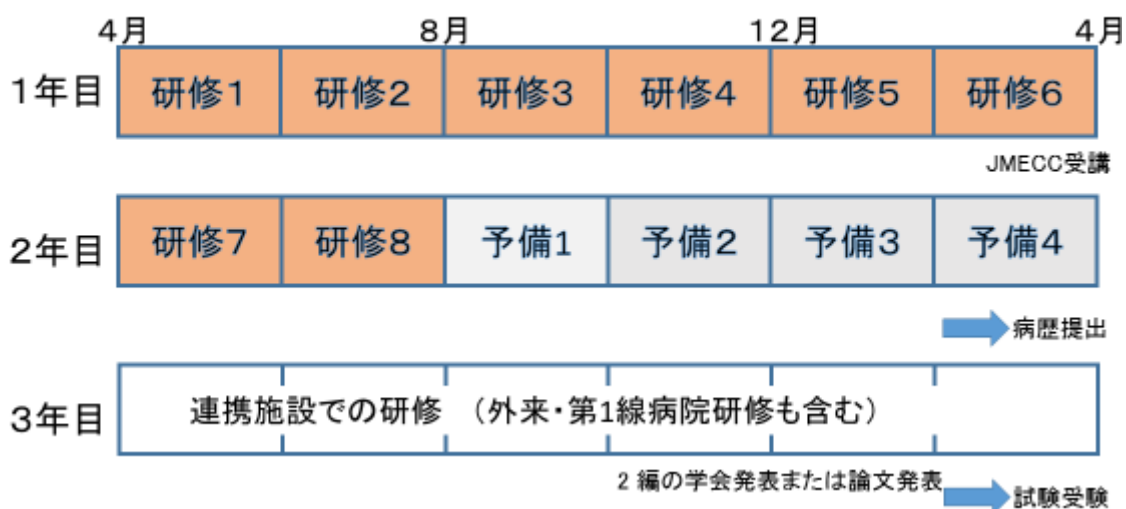 4月 8月 12月 4月
1年目 研修1 研修2 研修3 研修4 研修5 研修6
JMECC受講
2年目 研修7 研修8 予備1 予備2 予備3 予備4
病歴提出
3年目 連携施設での研修 （外来・第1線病院研修も含む）
2 編の学会発表または論文発表 試験受験